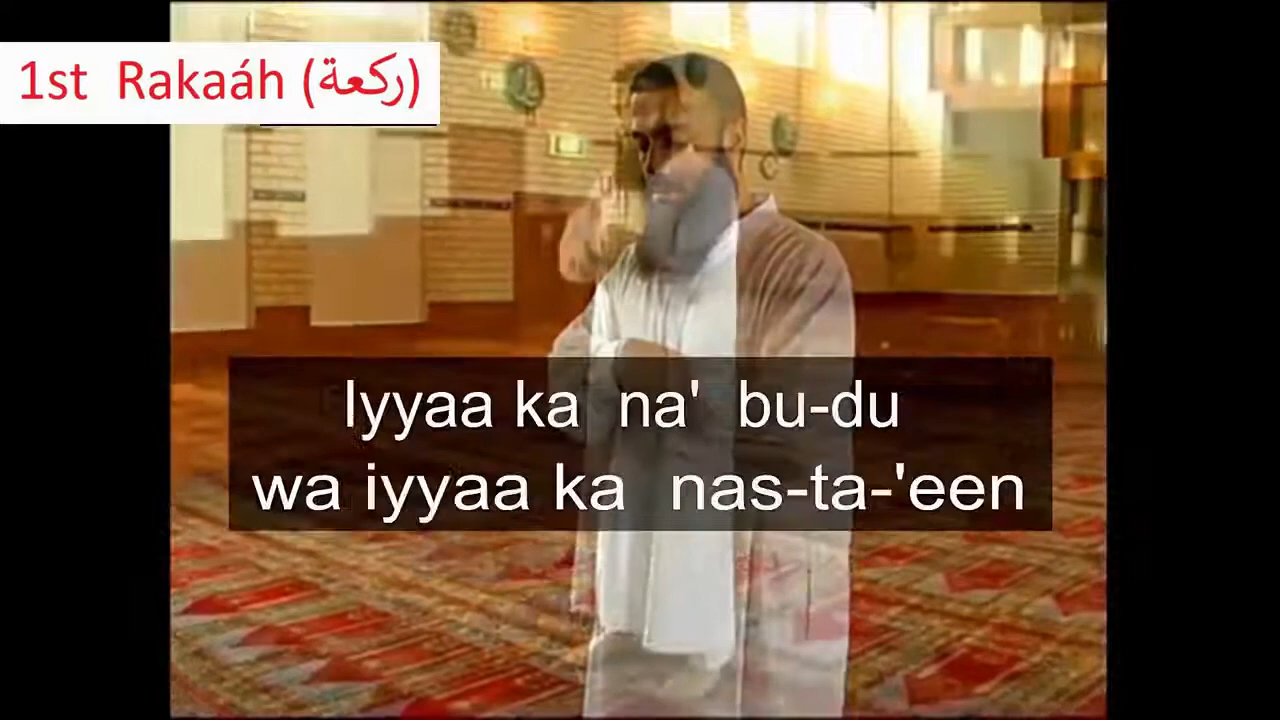 1st Rakaáh (ركعة)
Iyyaa ka na' bu-du
wa iyyaa ka nas-ta-'een